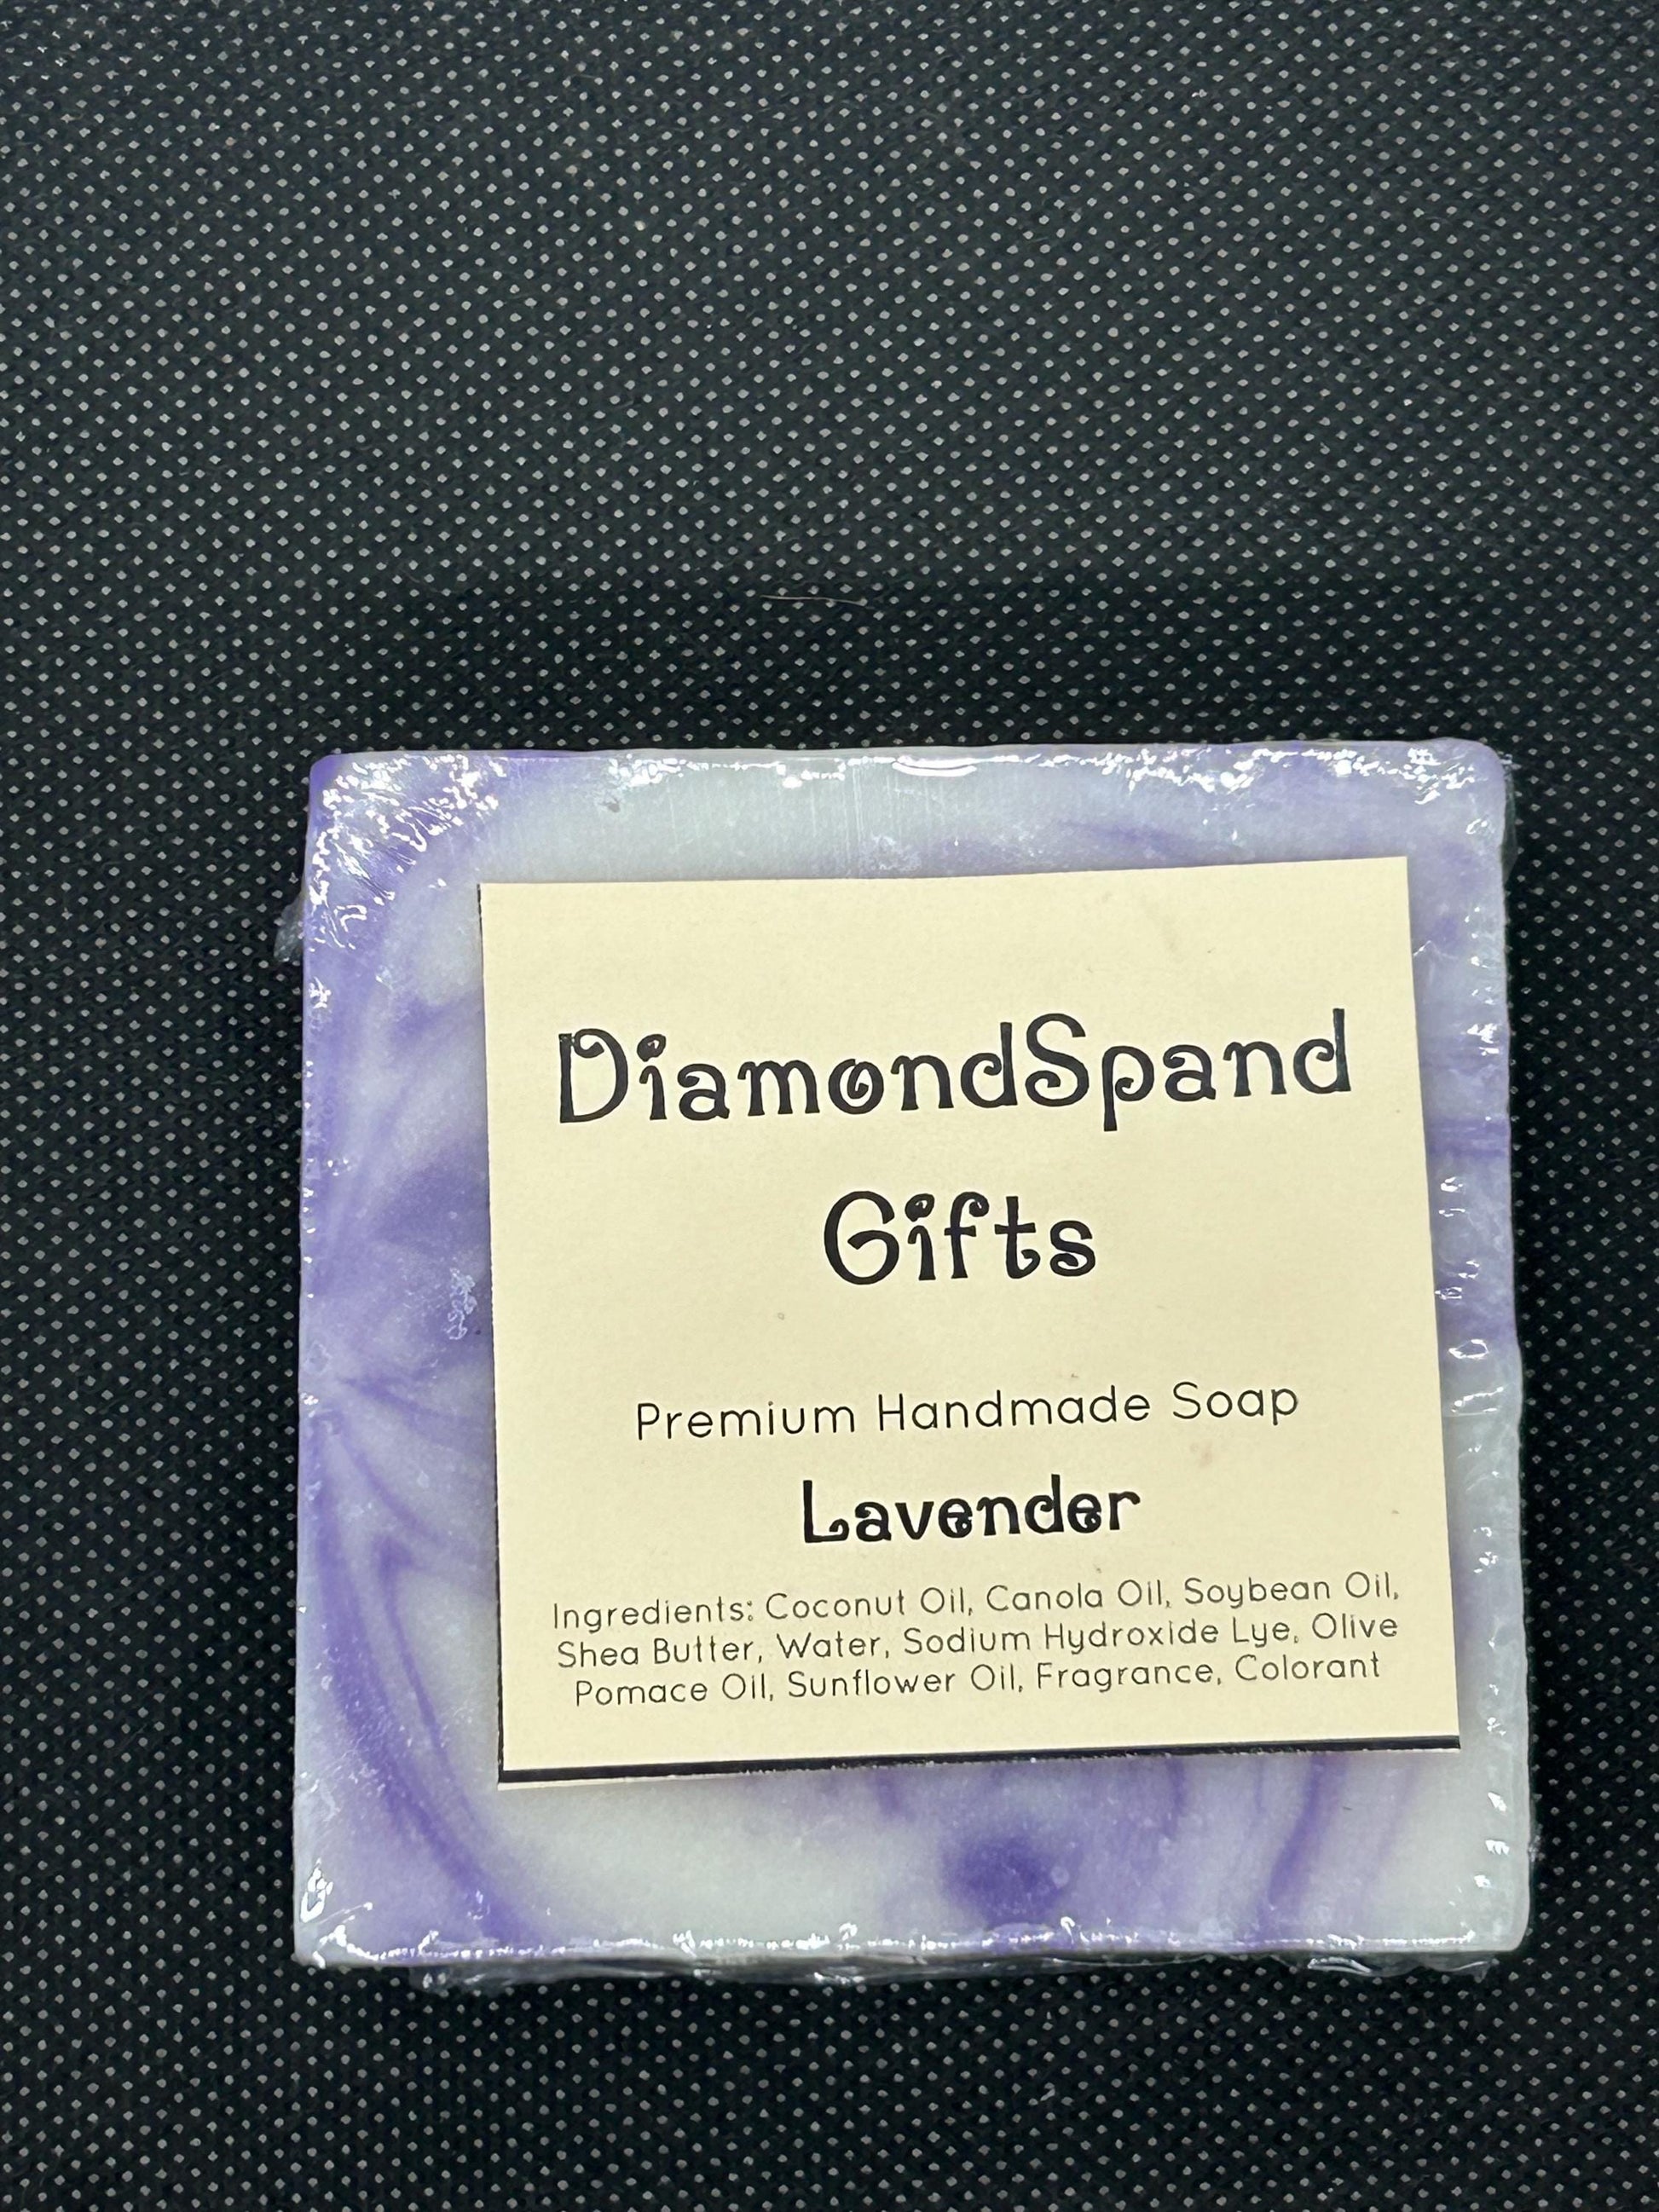 DiamondSpand
Gifts
Premium Handmade Soap
Lavender
Ingredients: Coconut Oil, Canola Oil, Soybean Oil,
Shea Butter, Water, Sodium Hydroxide Lye, Olive
Pomace Oil, Sunflower Oil, Fragrance, Colorant